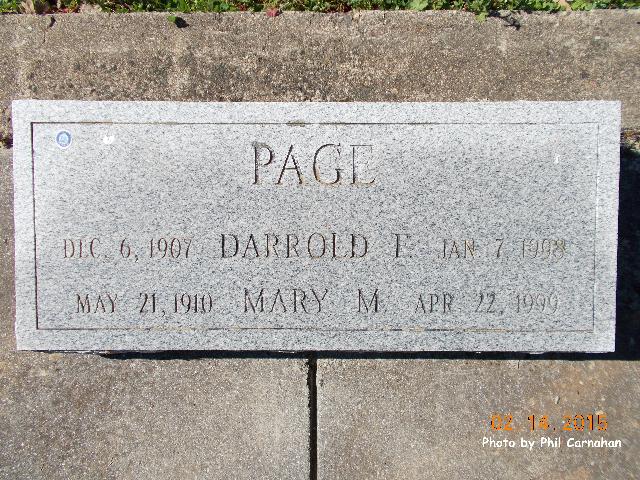 PAGE
DEC. 6, 1907 DARROLD F. JAN 7 1998
MAY 21, 1910 MARY M. APR 22, 1999
02.14.2015
Photo by Phil Carnahan